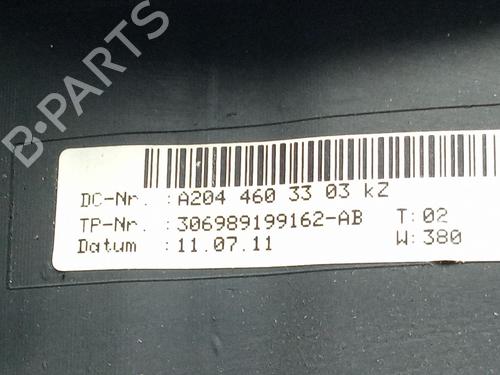 B-PARTS
DC-Nr. :A204 460 33 03 kZ
TP-Nr. :306989199162-AB T:02
Datum :11.07.11 W:380